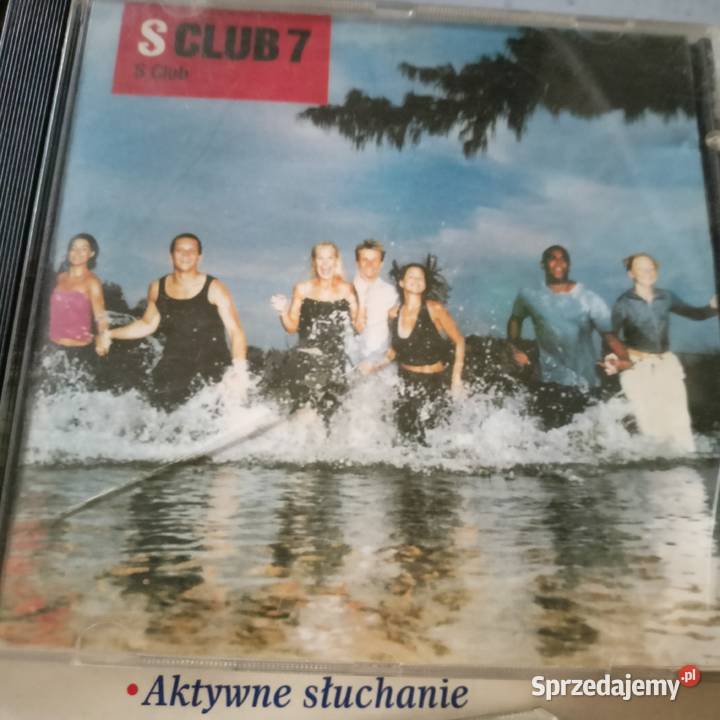 S CLUB 7
S Club
• Aktywne słuchanie
Sprzedajemy.pl